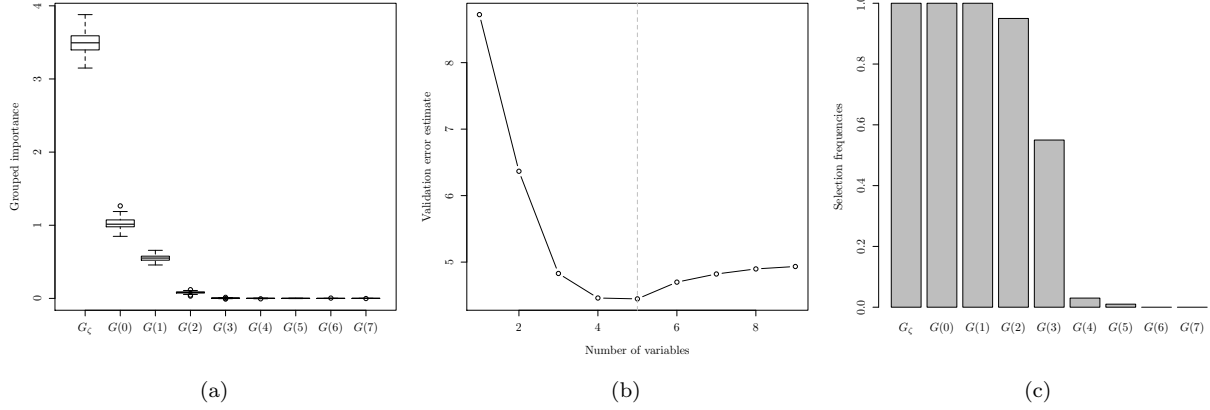 Grouped importance
4
3
2
1
0
G_ζ G(0) G(1) G(2) G(3) G(4) G(5) G(6) G(7)
(a)
Validation error estimate
8
7
6
5
2 4 6 8
Number of variables
(b)
Selection frequencies
1.0
0.8
0.6
0.4
0.2
0.0
G_ζ G(0) G(1) G(2) G(3) G(4) G(5) G(6) G(7)
(c)